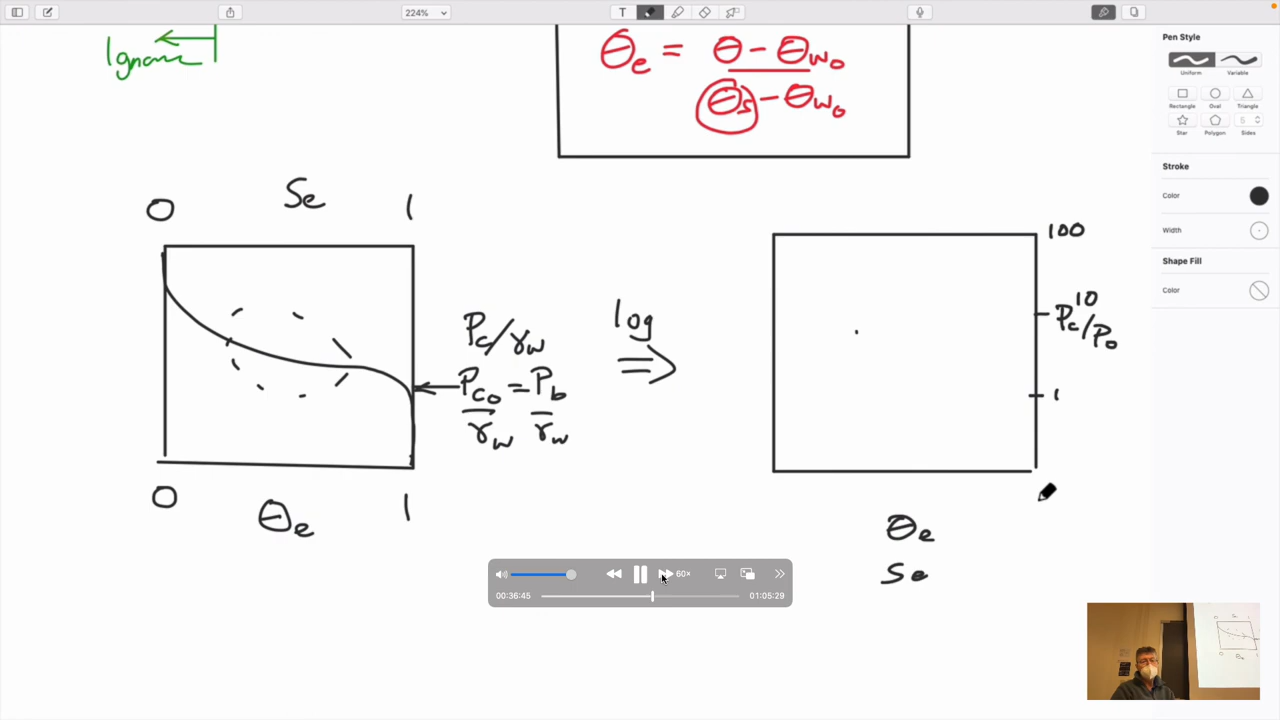 224%
T
Pen Style
Uniform Variable
Rectangle Oval Triangle
Star Polygon 6 Sides
Stroke
Color
Width
Shape Fill
Color
Ignore
Θe = Θ - Θw0
Θs - Θw0
0 Se 1
Pc/γw
Pc0 = Pb
γw γw
0 Θe 1
log
⇒
100
10
Pc/P0
1
Θe
Se
60×
00:36:45 01:05:29